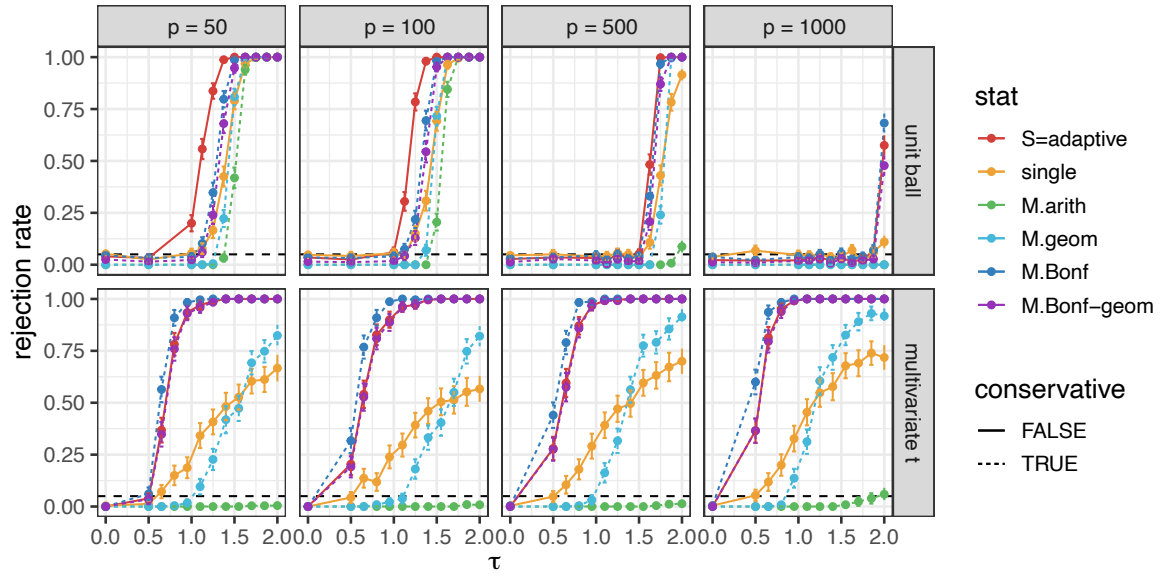 p = 50 p = 100 p = 500 p = 1000
1.00
0.75
0.50
0.25
0.00
unit ball
1.00
0.75
0.50
0.25
0.00
multivariate t
rejection rate
0.0 0.5 1.0 1.5 2.0 0.0 0.5 1.0 1.5 2.0 0.0 0.5 1.0 1.5 2.0 0.0 0.5 1.0 1.5 2.0
τ
stat
S=adaptive
single
M.arith
M.geom
M.Bonf
M.Bonf-geom
conservative
FALSE
TRUE